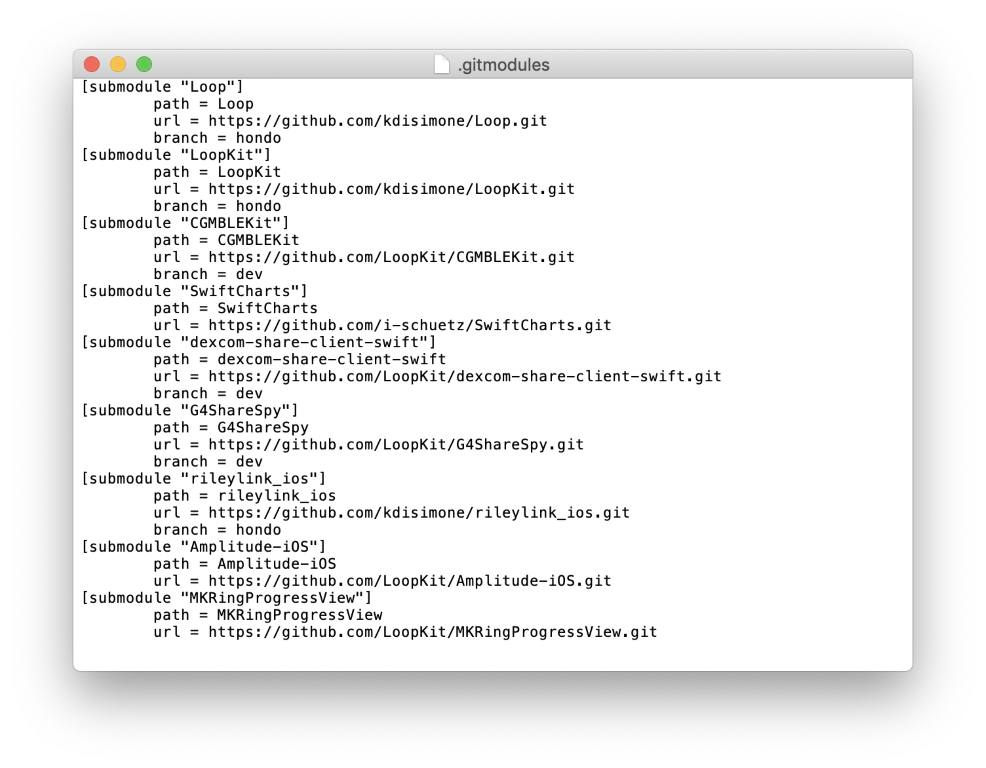 .gitmodules
[submodule "Loop"]
        path = Loop
        url = https://github.com/kdisimone/Loop.git
        branch = hondo
[submodule "LoopKit"]
        path = LoopKit
        url = https://github.com/kdisimone/LoopKit.git
        branch = hondo
[submodule "CGMBLEKit"]
        path = CGMBLEKit
        url = https://github.com/LoopKit/CGMBLEKit.git
        branch = dev
[submodule "SwiftCharts"]
        path = SwiftCharts
        url = https://github.com/i-schuetz/SwiftCharts.git
[submodule "dexcom-share-client-swift"]
        path = dexcom-share-client-swift
        url = https://github.com/LoopKit/dexcom-share-client-swift.git
        branch = dev
[submodule "G4ShareSpy"]
        path = G4ShareSpy
        url = https://github.com/LoopKit/G4ShareSpy.git
        branch = dev
[submodule "rileylink_ios"]
        path = rileylink_ios
        url = https://github.com/kdisimone/rileylink_ios.git
        branch = hondo
[submodule "Amplitude-iOS"]
        path = Amplitude-iOS
        url = https://github.com/LoopKit/Amplitude-iOS.git
[submodule "MKRingProgressView"]
        path = MKRingProgressView
        url = https://github.com/LoopKit/MKRingProgressView.git